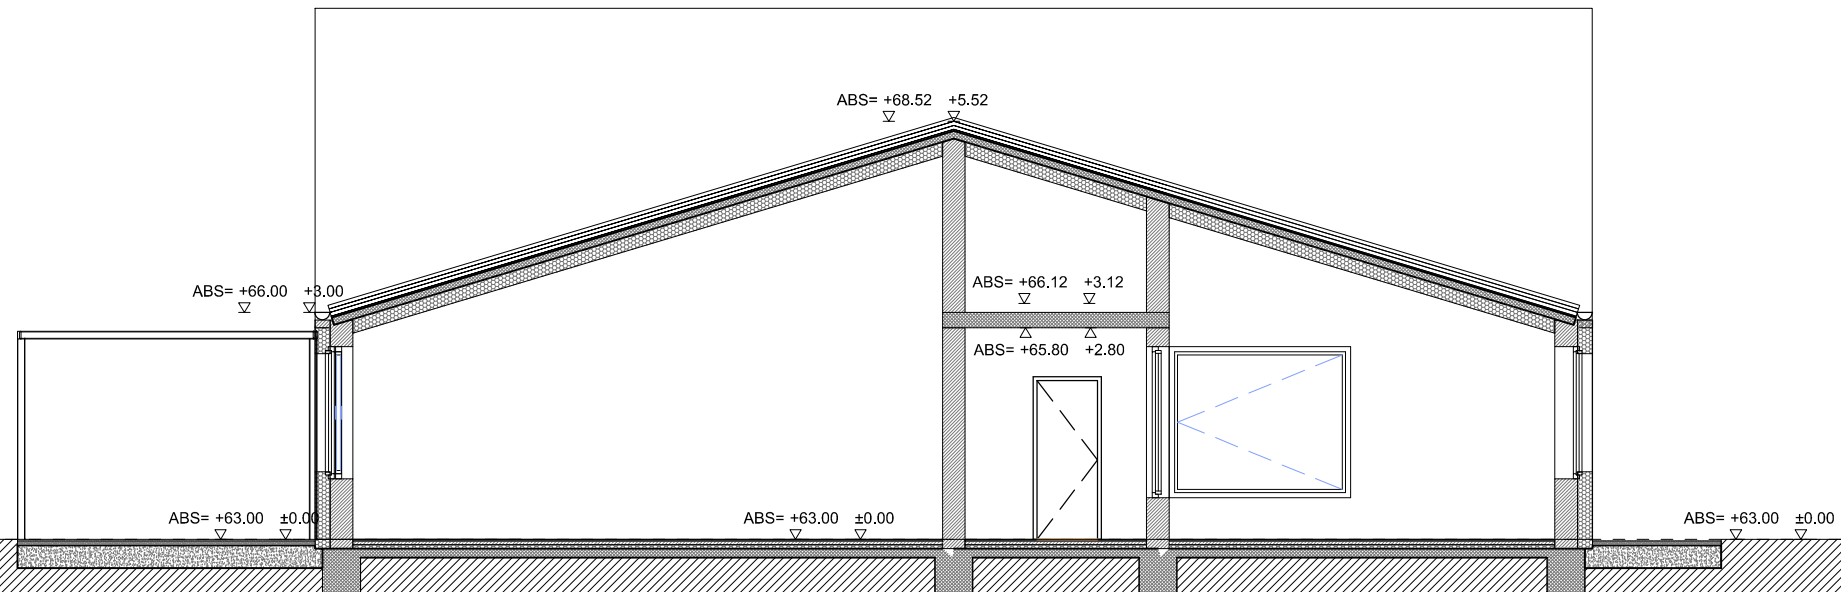 ABS= +68.52 +5.52
ABS= +66.00 +3.00
ABS= +66.12 +3.12
ABS= +65.80 +2.80
ABS= +63.00 ±0.00
ABS= +63.00 ±0.00
ABS= +63.00 ±0.00